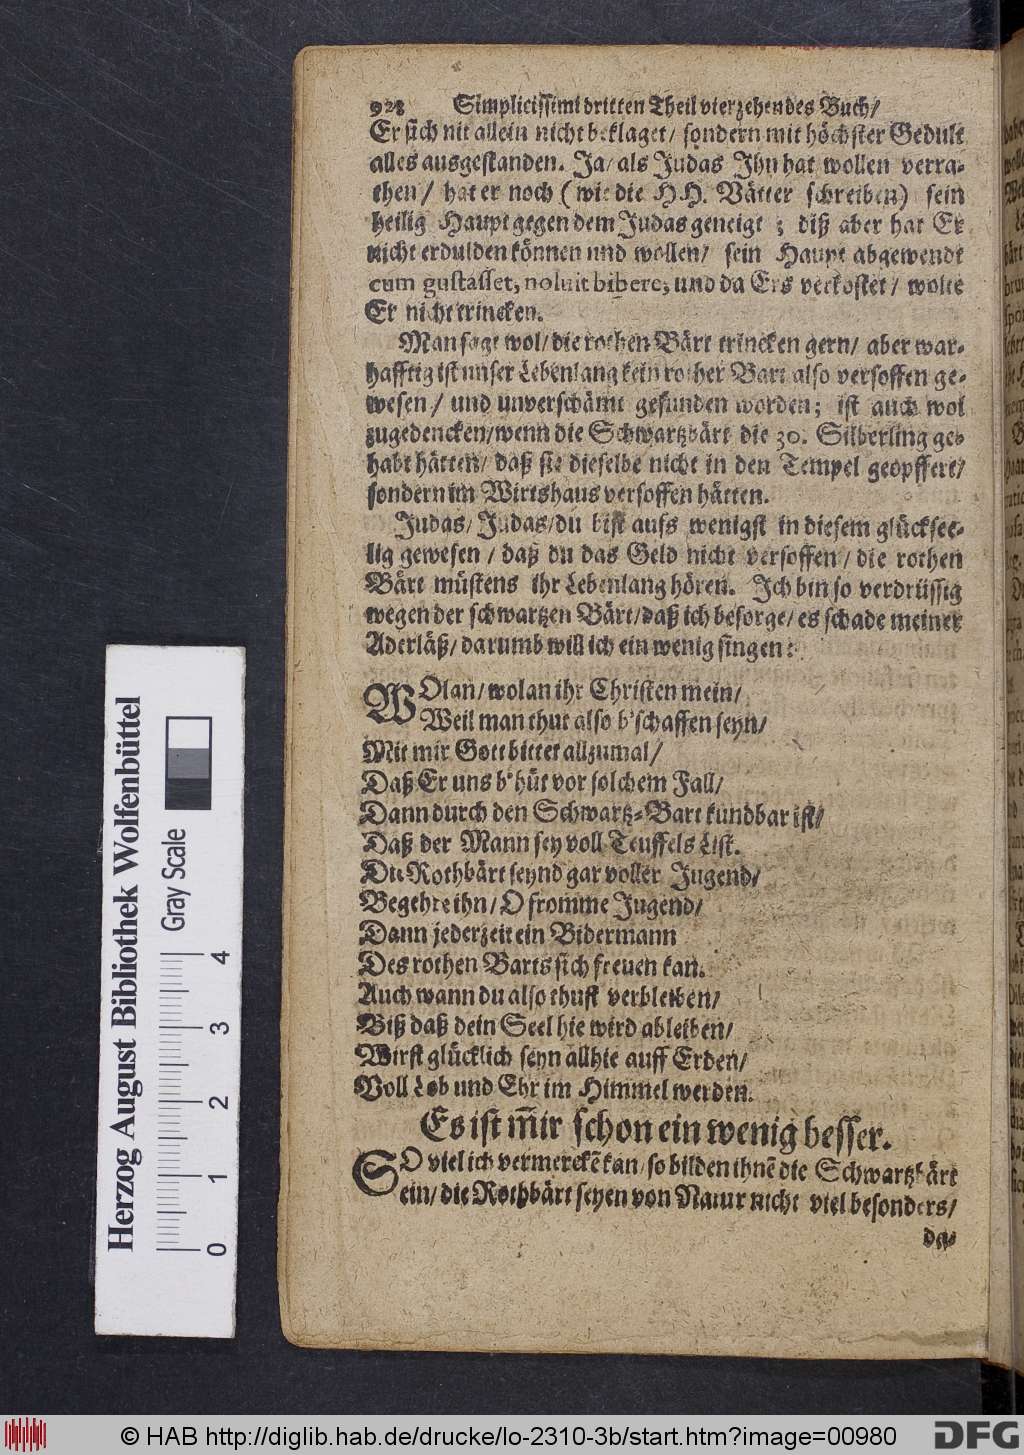 928 Simplicissimi dritten Theil vierzehendes Buch/
Er sich nit allein nicht beklaget/ sondern mit höchster Gedult
alles ausgestanden. Ja/ als Judas Ihn hat wollen verra-
then/ hat er noch (wie die H.H. Vätter schreiben) sein
heilig Haupt gegen dem Judas geneigt; diß aber hat Er
nicht erdulden können und wollen/ sein Haupt abgewendt
cum gustasset, noluit bibere, und da Ers verkostet/ wolte
Er nicht trincken.
Man sagt wol/ die rothen Bärt trincken gern/ aber war-
hafftig ist unser Lebenlang kein rother Bart also versoffen ge-
wesen/ und unverschämt gefunden worden; ist auch wol
zugedencken/ wenn die Schwartzbärt die 30. Silberling ge-
habt hätten/ daß sie dieselbe nicht in den Tempel geopffert/
sondern im Wirtshaus versoffen hätten.
Judas/ Judas/ du bist aufs wenigst in diesem glücksee-
lig gewesen/ daß du das Geld nicht versoffen/ die rothen
Bärt müstens ihr Lebenlang hören. Ich bin so verdrüssig
wegen der schwartzen Bärt/ daß ich besorge/ es schade meiner
Aderläß/ darumb will ich ein wenig singen:
WOlan/ wolan ihr Christen mein/
Weil man thut also b'schaffen seyn/
Mit mir Gott bittet allzumal/
Daß Er uns b'hüt vor solchem Fall/
Dann durch den Schwartz-Bart kundbar ist/
Daß der Mann sey voll Teuffels List.
Die Rothbärt seynd gar voller Jugend/
Begehre ihn/ O fromme Jugend/
Dann jederzeit ein Bidermann
Des rothen Barts sich freuen kan.
Auch wann du also thust verbleiben/
Biß daß dein Seel hie wird ableiben/
Wirst glücklich seyn allhie auff Erden/
Voll Lob und Ehr im Himmel werden.
Es ist m̄ir schon ein wenig besser.
SO viel ich vermerckẽ kan/ so bilden ihnẽ die Schwartzbärt
ein/ die Rothbärt seyen von Natur nicht viel besonders/
da-
Herzog August Bibliothek Wolfenbüttel
Gray Scale
0 1 2 3 4
© HAB http://diglib.hab.de/drucke/lo-2310-3b/start.htm?image=00980
DFG